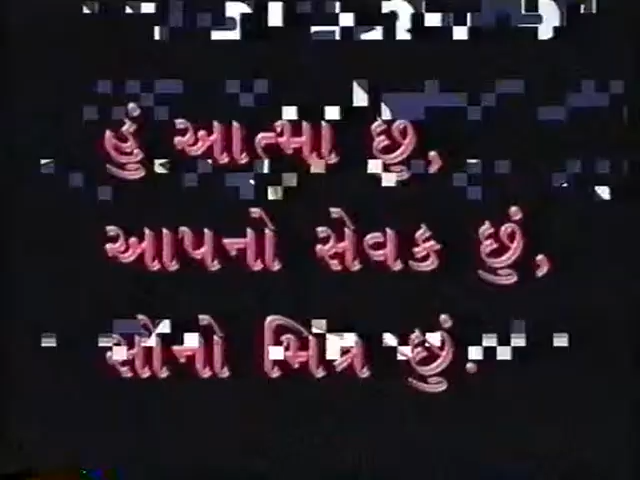 હું આત્મા છું,
આપનો સેવક છું,
સૌનો મિત્ર છું.